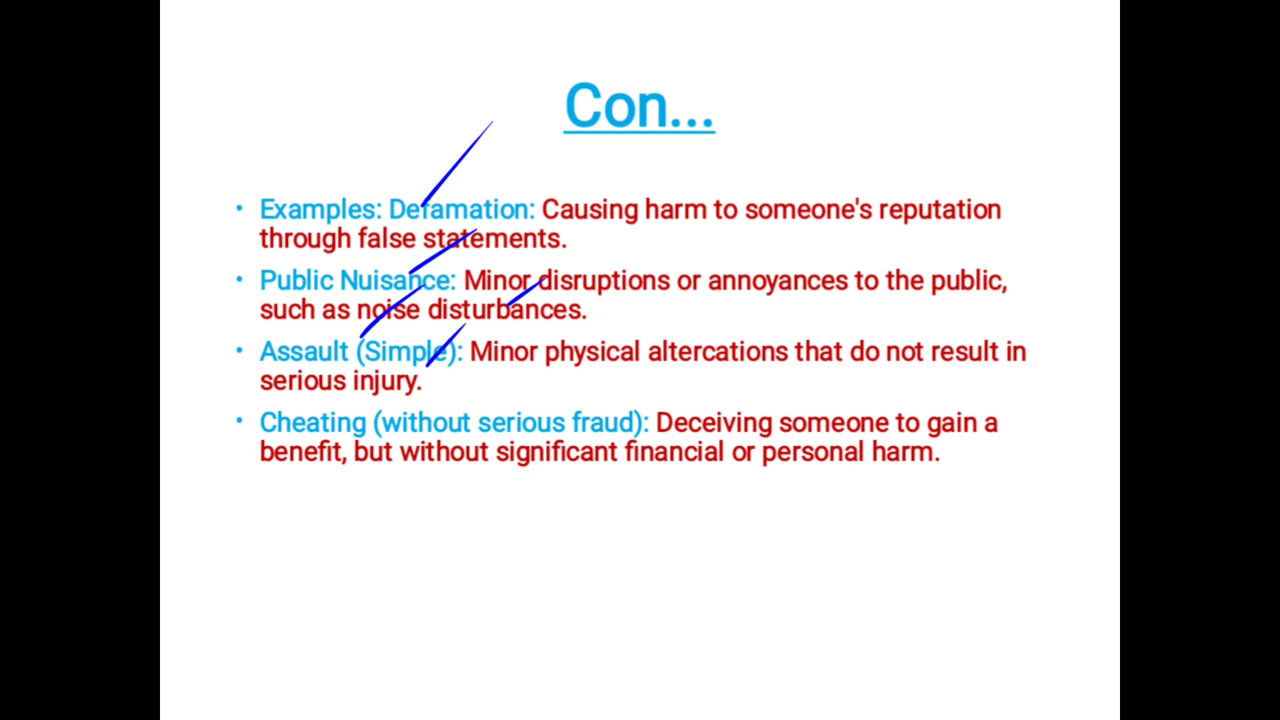 Con...
• Examples: Defamation: Causing harm to someone's reputation
through false statements.
• Public Nuisance: Minor disruptions or annoyances to the public,
such as noise disturbances.
• Assault (Simple): Minor physical altercations that do not result in
serious injury.
• Cheating (without serious fraud): Deceiving someone to gain a
benefit, but without significant financial or personal harm.